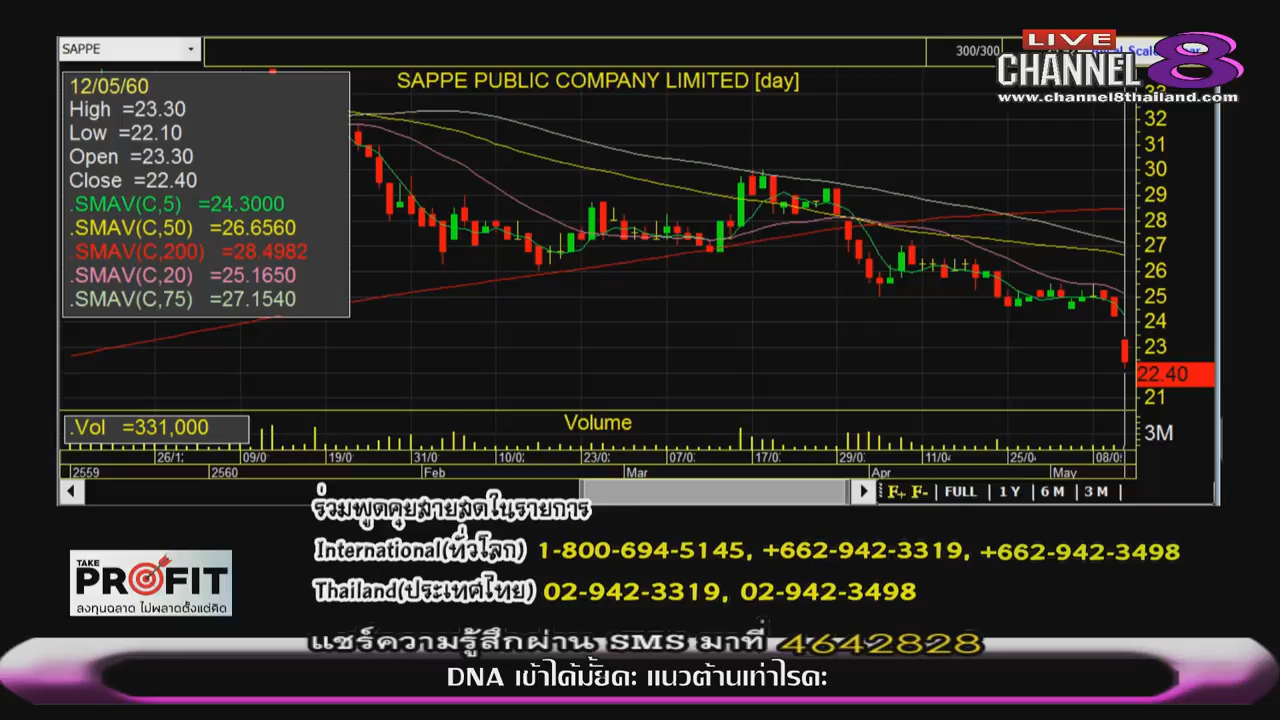 SAPPE
300/300
LIVE
CHANNEL 8
www.channel8thailand.com
SAPPE PUBLIC COMPANY LIMITED [day]
12/05/60
High =23.30
Low =22.10
Open =23.30
Close =22.40
.SMAV(C,5) =24.3000
.SMAV(C,50) =26.6560
.SMAV(C,200) =28.4982
.SMAV(C,20) =25.1650
.SMAV(C,75) =27.1540
33
32
31
30
29
28
27
26
25
24
23
22.40
21
.Vol =331,000
Volume
3M
26/1: 09/0 19/0 31/0 10/0: 23/0: 07/0: 17/0: 29/0: 11/0 25/0 08/0
2559 2560 Feb Mar Apr May
F+ F- FULL 1 Y 6 M 3 M
0
ร่วมพูดคุยสายสดในรายการ
International(ทั่วโลก) 1-800-694-5145, +662-942-3319, +662-942-3498
Thailand(ประเทศไทย) 02-942-3319, 02-942-3498
TAKE
PROFIT
ลงทุนฉลาด ไม่พลาดตั้งแต่คิด
แชร์ความรู้สึกผ่าน SMS มาที่ 4642828
DNA เข้าได้มั้ยคะ แนวต้านเท่าไรคะ